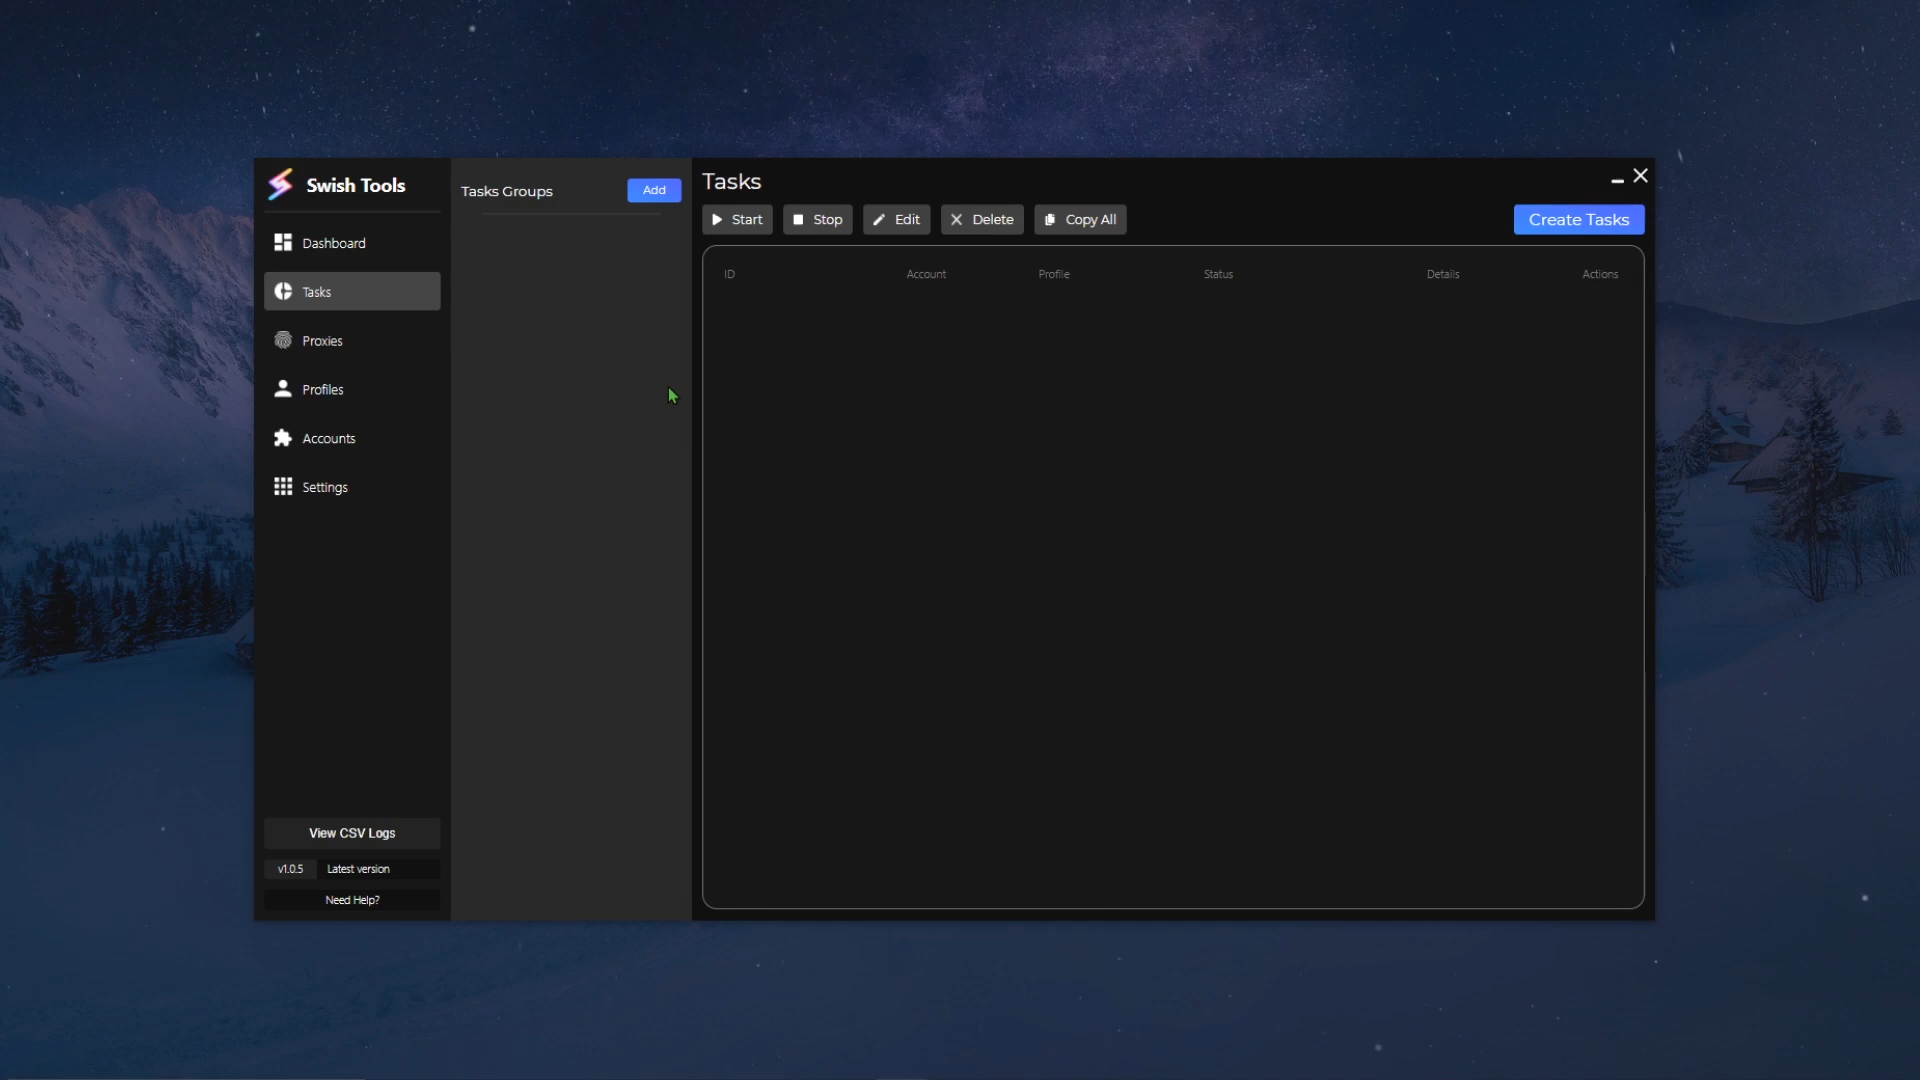 Swish Tools
Dashboard
Tasks
Proxies
Profiles
Accounts
Settings
View CSV Logs
v1.0.5 Latest version
Need Help?
Tasks Groups Add
Tasks
Start Stop Edit Delete Copy All Create Tasks
ID Account Profile Status Details Actions